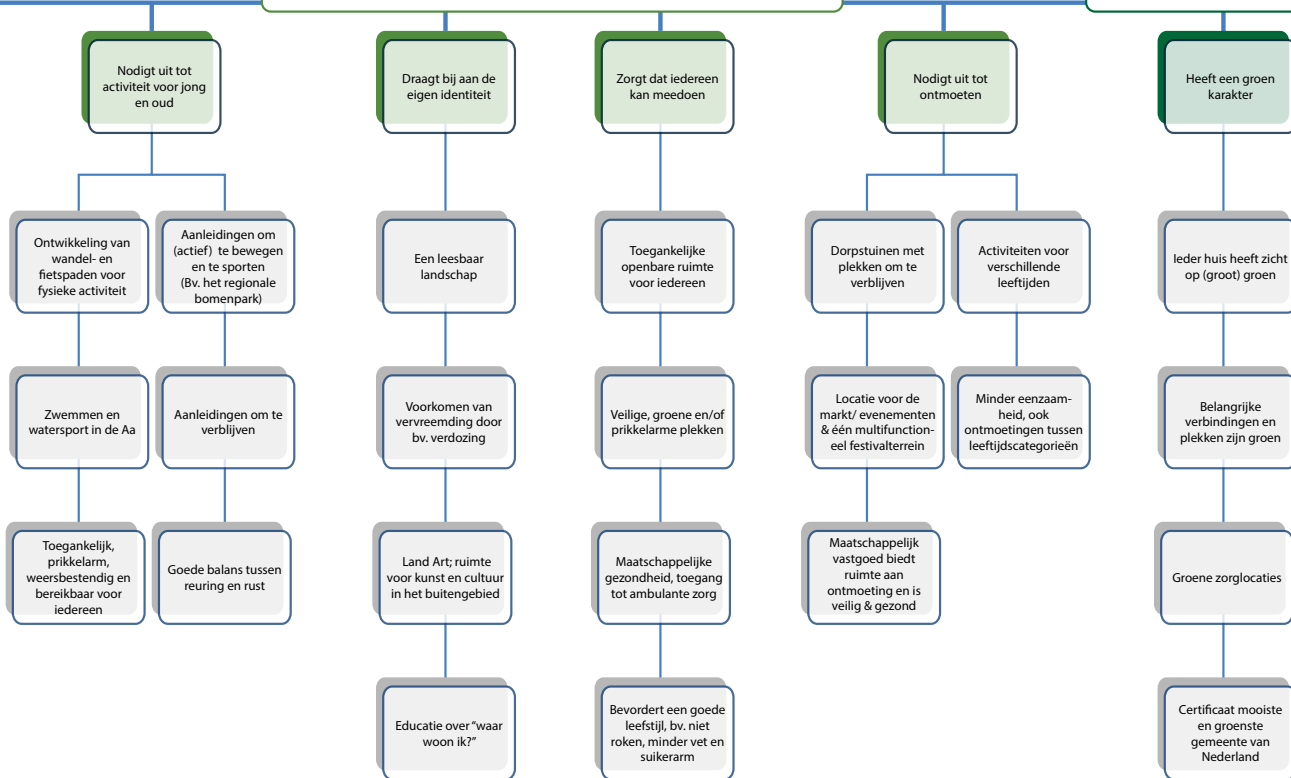 Nodigt uit tot
activiteit voor jong
en oud
Draagt bij aan de
eigen identiteit
Zorgt dat iedereen
kan meedoen
Nodigt uit tot
ontmoeten
Heeft een groen
karakter
Ontwikkeling van
wandel- en
fietspaden voor
fysieke activiteit
Aanleidingen om
(actief) te bewegen
en te sporten
(Bv. het regionale
bomenpark)
Een leesbaar
landschap
Toegankelijke
openbare ruimte
voor iedereen
Dorpstuinen met
plekken om te
verblijven
Activiteiten voor
verschillende
leeftijden
Ieder huis heeft zicht
op (groot) groen
Zwemmen en
watersport in de Aa
Aanleidingen om te
verblijven
Voorkomen van
vervreemding door
bv. verdozing
Veilige, groene en/of
prikkelarme plekken
Locatie voor de
markt/ evenementen
& één multifunction-
eel festivalterrein
Minder eenzaam-
heid, ook
ontmoetingen tussen
leeftijdscategorieën
Belangrijke
verbindingen en
plekken zijn groen
Toegankelijk,
prikkelarm,
weersbestendig en
bereikbaar voor
iedereen
Goede balans tussen
reuring en rust
Land Art; ruimte
voor kunst en cultuur
in het buitengebied
Maatschappelijke
gezondheid, toegang
tot ambulante zorg
Maatschappelijk
vastgoed biedt
ruimte aan
ontmoeting en is
veilig & gezond
Groene zorglocaties
Educatie over “waar
woon ik?”
Bevordert een goede
leefstijl, bv. niet
roken, minder vet en
suikerarm
Certificaat mooiste
en groenste
gemeente van
Nederland